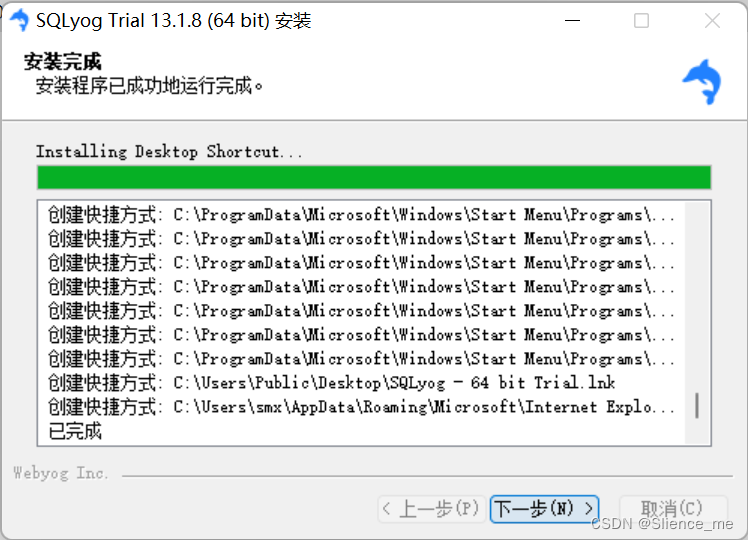 SQLyog Trial 13.1.8 (64 bit) 安装
安装完成
安装程序已成功地运行完成。
Installing Desktop Shortcut...
创建快捷方式: C:\ProgramData\Microsoft\Windows\Start Menu\Programs\...
创建快捷方式: C:\ProgramData\Microsoft\Windows\Start Menu\Programs\...
创建快捷方式: C:\ProgramData\Microsoft\Windows\Start Menu\Programs\...
创建快捷方式: C:\ProgramData\Microsoft\Windows\Start Menu\Programs\...
创建快捷方式: C:\ProgramData\Microsoft\Windows\Start Menu\Programs\...
创建快捷方式: C:\ProgramData\Microsoft\Windows\Start Menu\Programs\...
创建快捷方式: C:\ProgramData\Microsoft\Windows\Start Menu\Programs\...
创建快捷方式: C:\Users\Public\Desktop\SQLyog - 64 bit Trial.lnk
创建快捷方式: C:\Users\smx\AppData\Roaming\Microsoft\Internet Explo...
已完成
Webyog Inc.
< 上一步(P) 下一步(N) > 取消(C)
CSDN @Slience_me